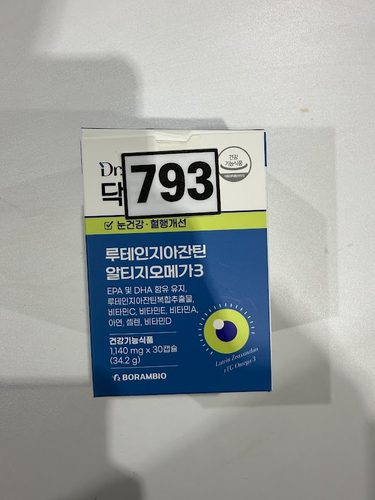 Dr.
닥
793
건강
기능식품
눈건강·혈행개선
루테인지아잔틴
알티지오메가3
EPA 및 DHA 함유 유지,
루테인지아잔틴복합추출물,
비타민C, 비타민E, 비타민A,
아연, 셀렌, 비타민D
건강기능식품
1,140 mg x 30캡슐
(34.2 g)
Lutein Zeaxanthin
rTG Omega 3
BORAMBIO